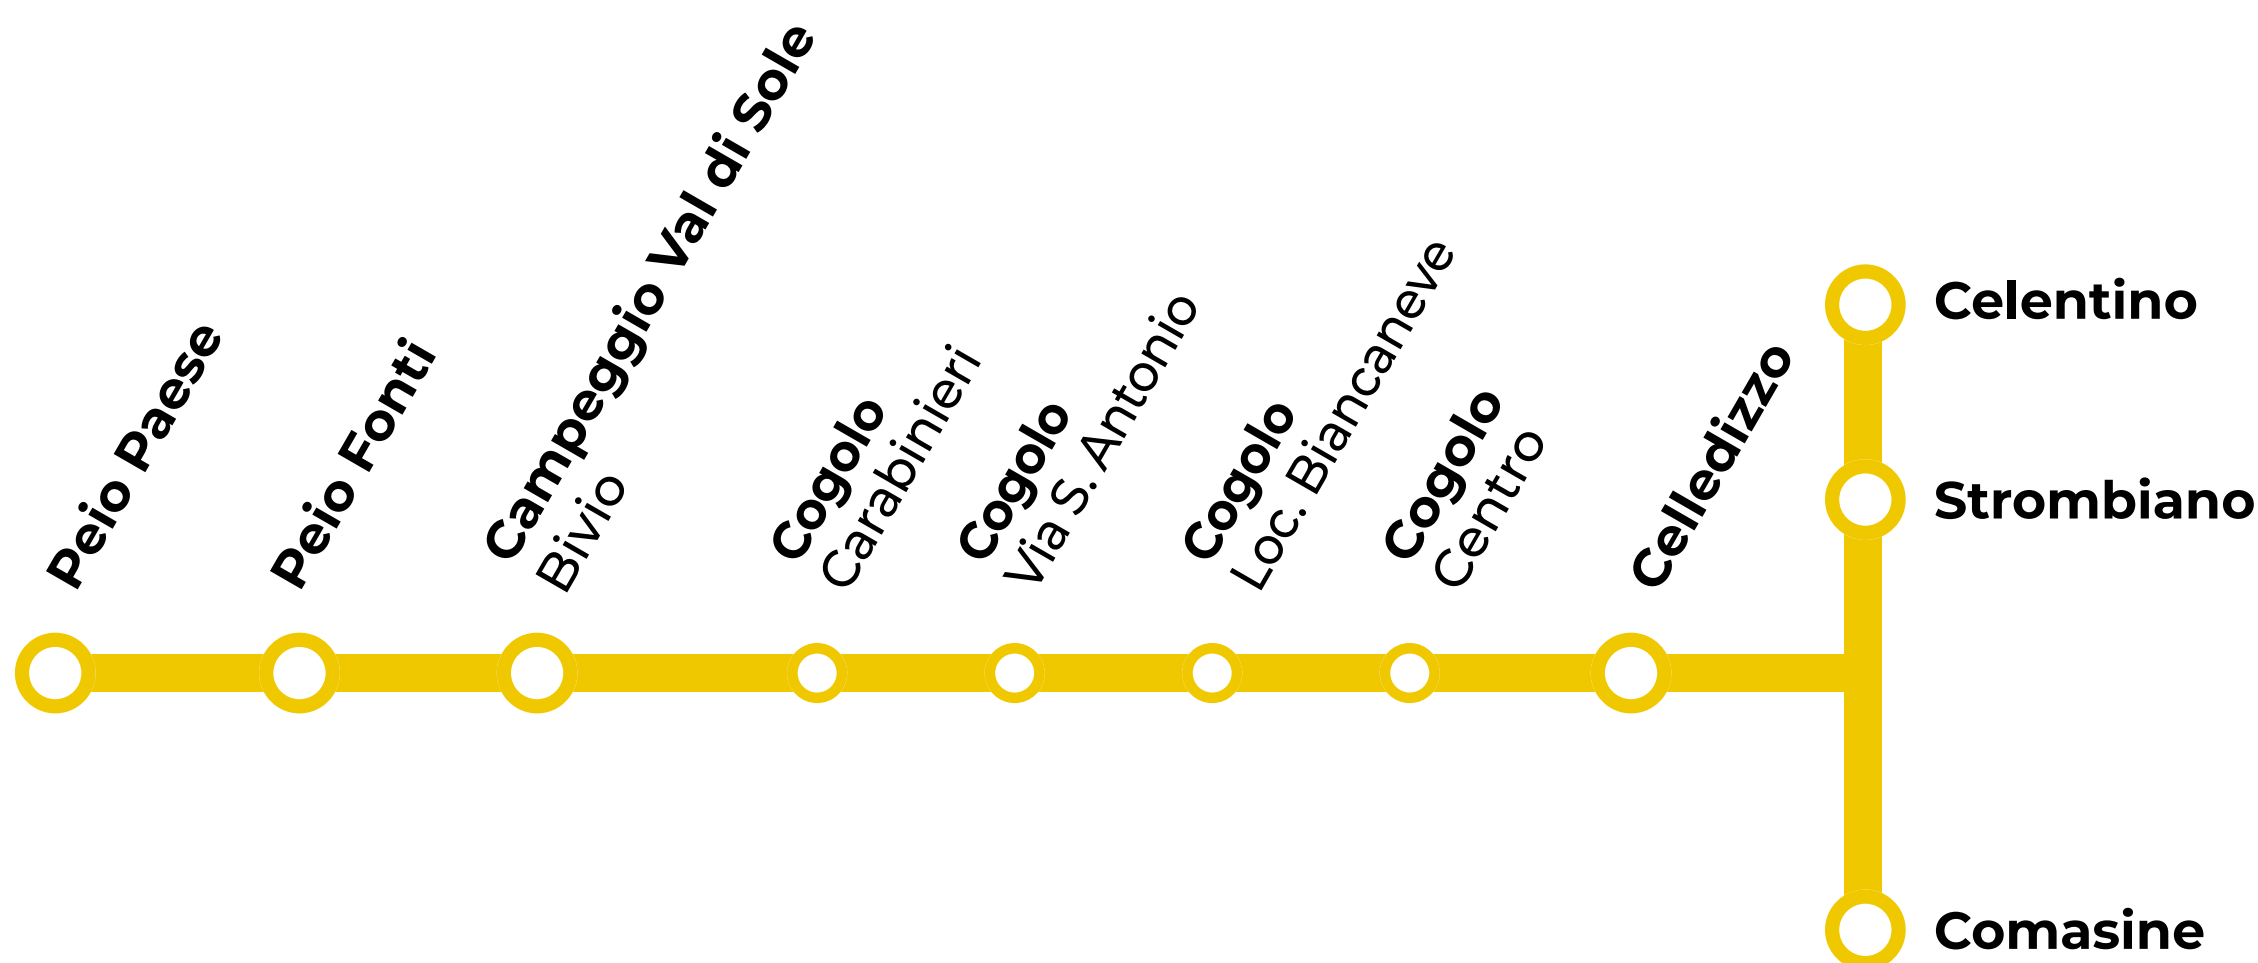 Peio Paese
Peio Fonti
Campeggio Val di Sole
Bivio
Cogolo
Carabinieri
Cogolo
Via S. Antonio
Cogolo
Loc. Biancaneve
Cogolo
Centro
Celledizzo
Celentino
Strombiano
Comasine